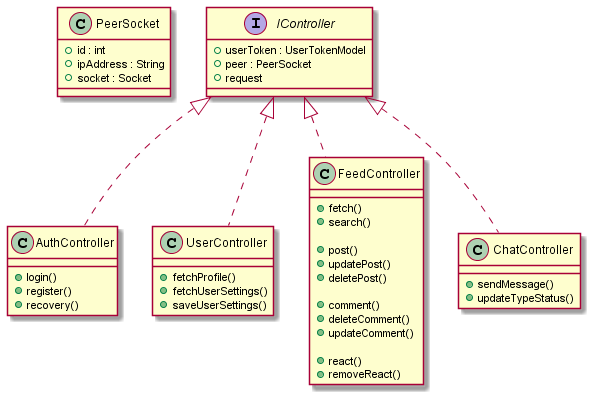 C PeerSocket
id : int
ipAddress : String
socket : Socket
I IController
userToken : UserTokenModel
peer : PeerSocket
request
C AuthController
login()
register()
recovery()
C UserController
fetchProfile()
fetchUserSettings()
saveUserSettings()
C FeedController
fetch()
search()
post()
updatePost()
deletePost()
comment()
deleteComment()
updateComment()
react()
removeReact()
C ChatController
sendMessage()
updateTypeStatus()